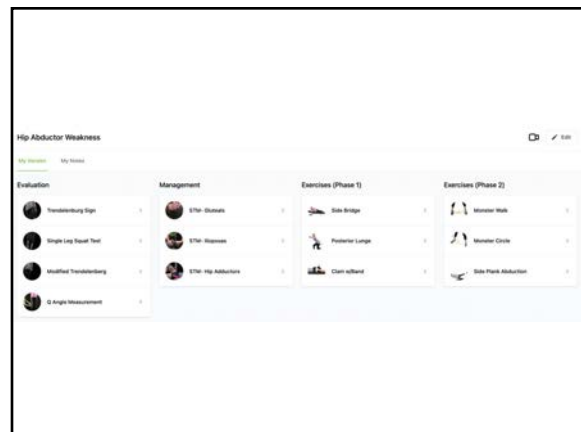 Hip Abductor Weakness
Edit
My Version
My Notes
Evaluation
Trendelenburg Sign
Single Leg Squat Test
Modified Trendelenberg
Q Angle Measurement
Management
STM- Gluteals
STM- Iliopsoas
STM- Hip Adductors
Exercises (Phase 1)
Side Bridge
Posterior Lunge
Clam w/Band
Exercises (Phase 2)
Monster Walk
Monster Circle
Side Plank Abduction